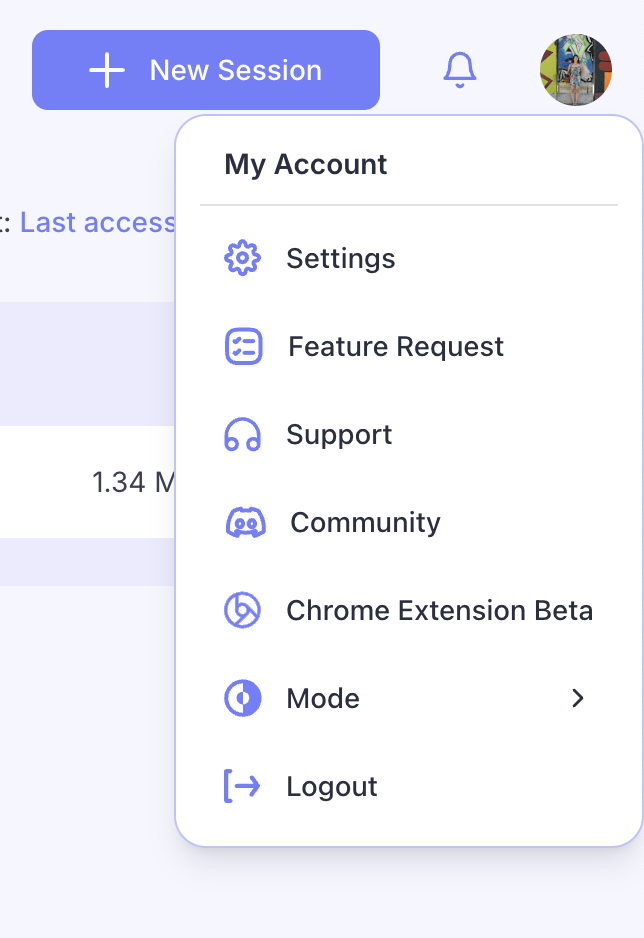 New Session
My Account
: Last access
Settings
Feature Request
1.34 M
Support
Community
Chrome Extension Beta
Mode
Logout